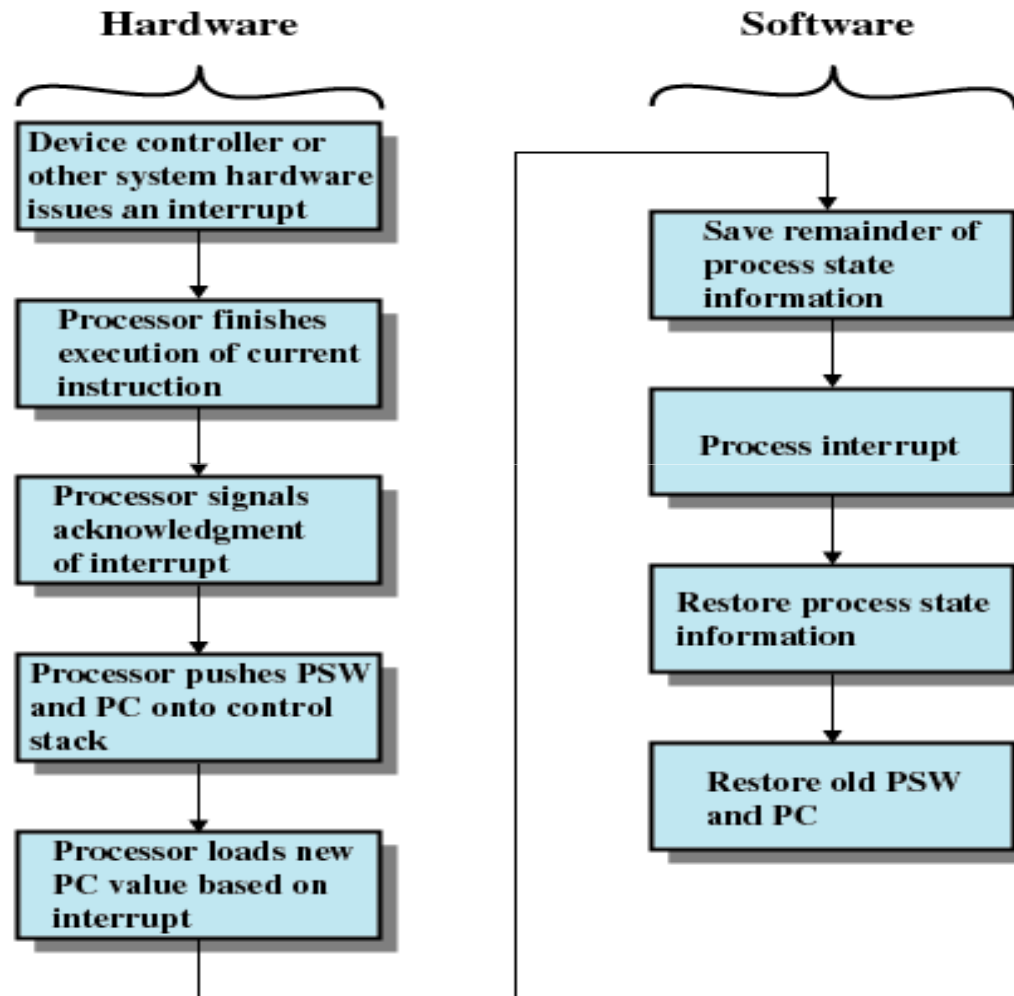 Hardware
Device controller or
other system hardware
issues an interrupt
Processor finishes
execution of current
instruction
Processor signals
acknowledgment
of interrupt
Processor pushes PSW
and PC onto control
stack
Processor loads new
PC value based on
interrupt
Software
Save remainder of
process state
information
Process interrupt
Restore process state
information
Restore old PSW
and PC